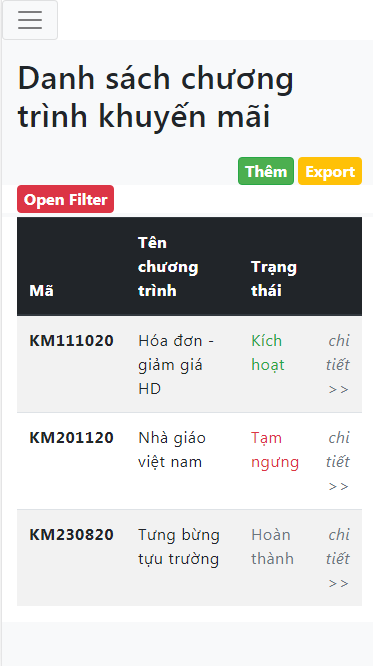 Danh sách chương
trình khuyến mãi
Thêm Export
Open Filter
Mã
Tên
chương
trình
Trạng
thái
KM111020
Hóa đơn -
giảm giá
HD
Kích
hoạt
chi
tiết
>>
KM201120
Nhà giáo
việt nam
Tạm
ngưng
chi
tiết
>>
KM230820
Tưng bừng
tựu trường
Hoàn
thành
chi
tiết
>>